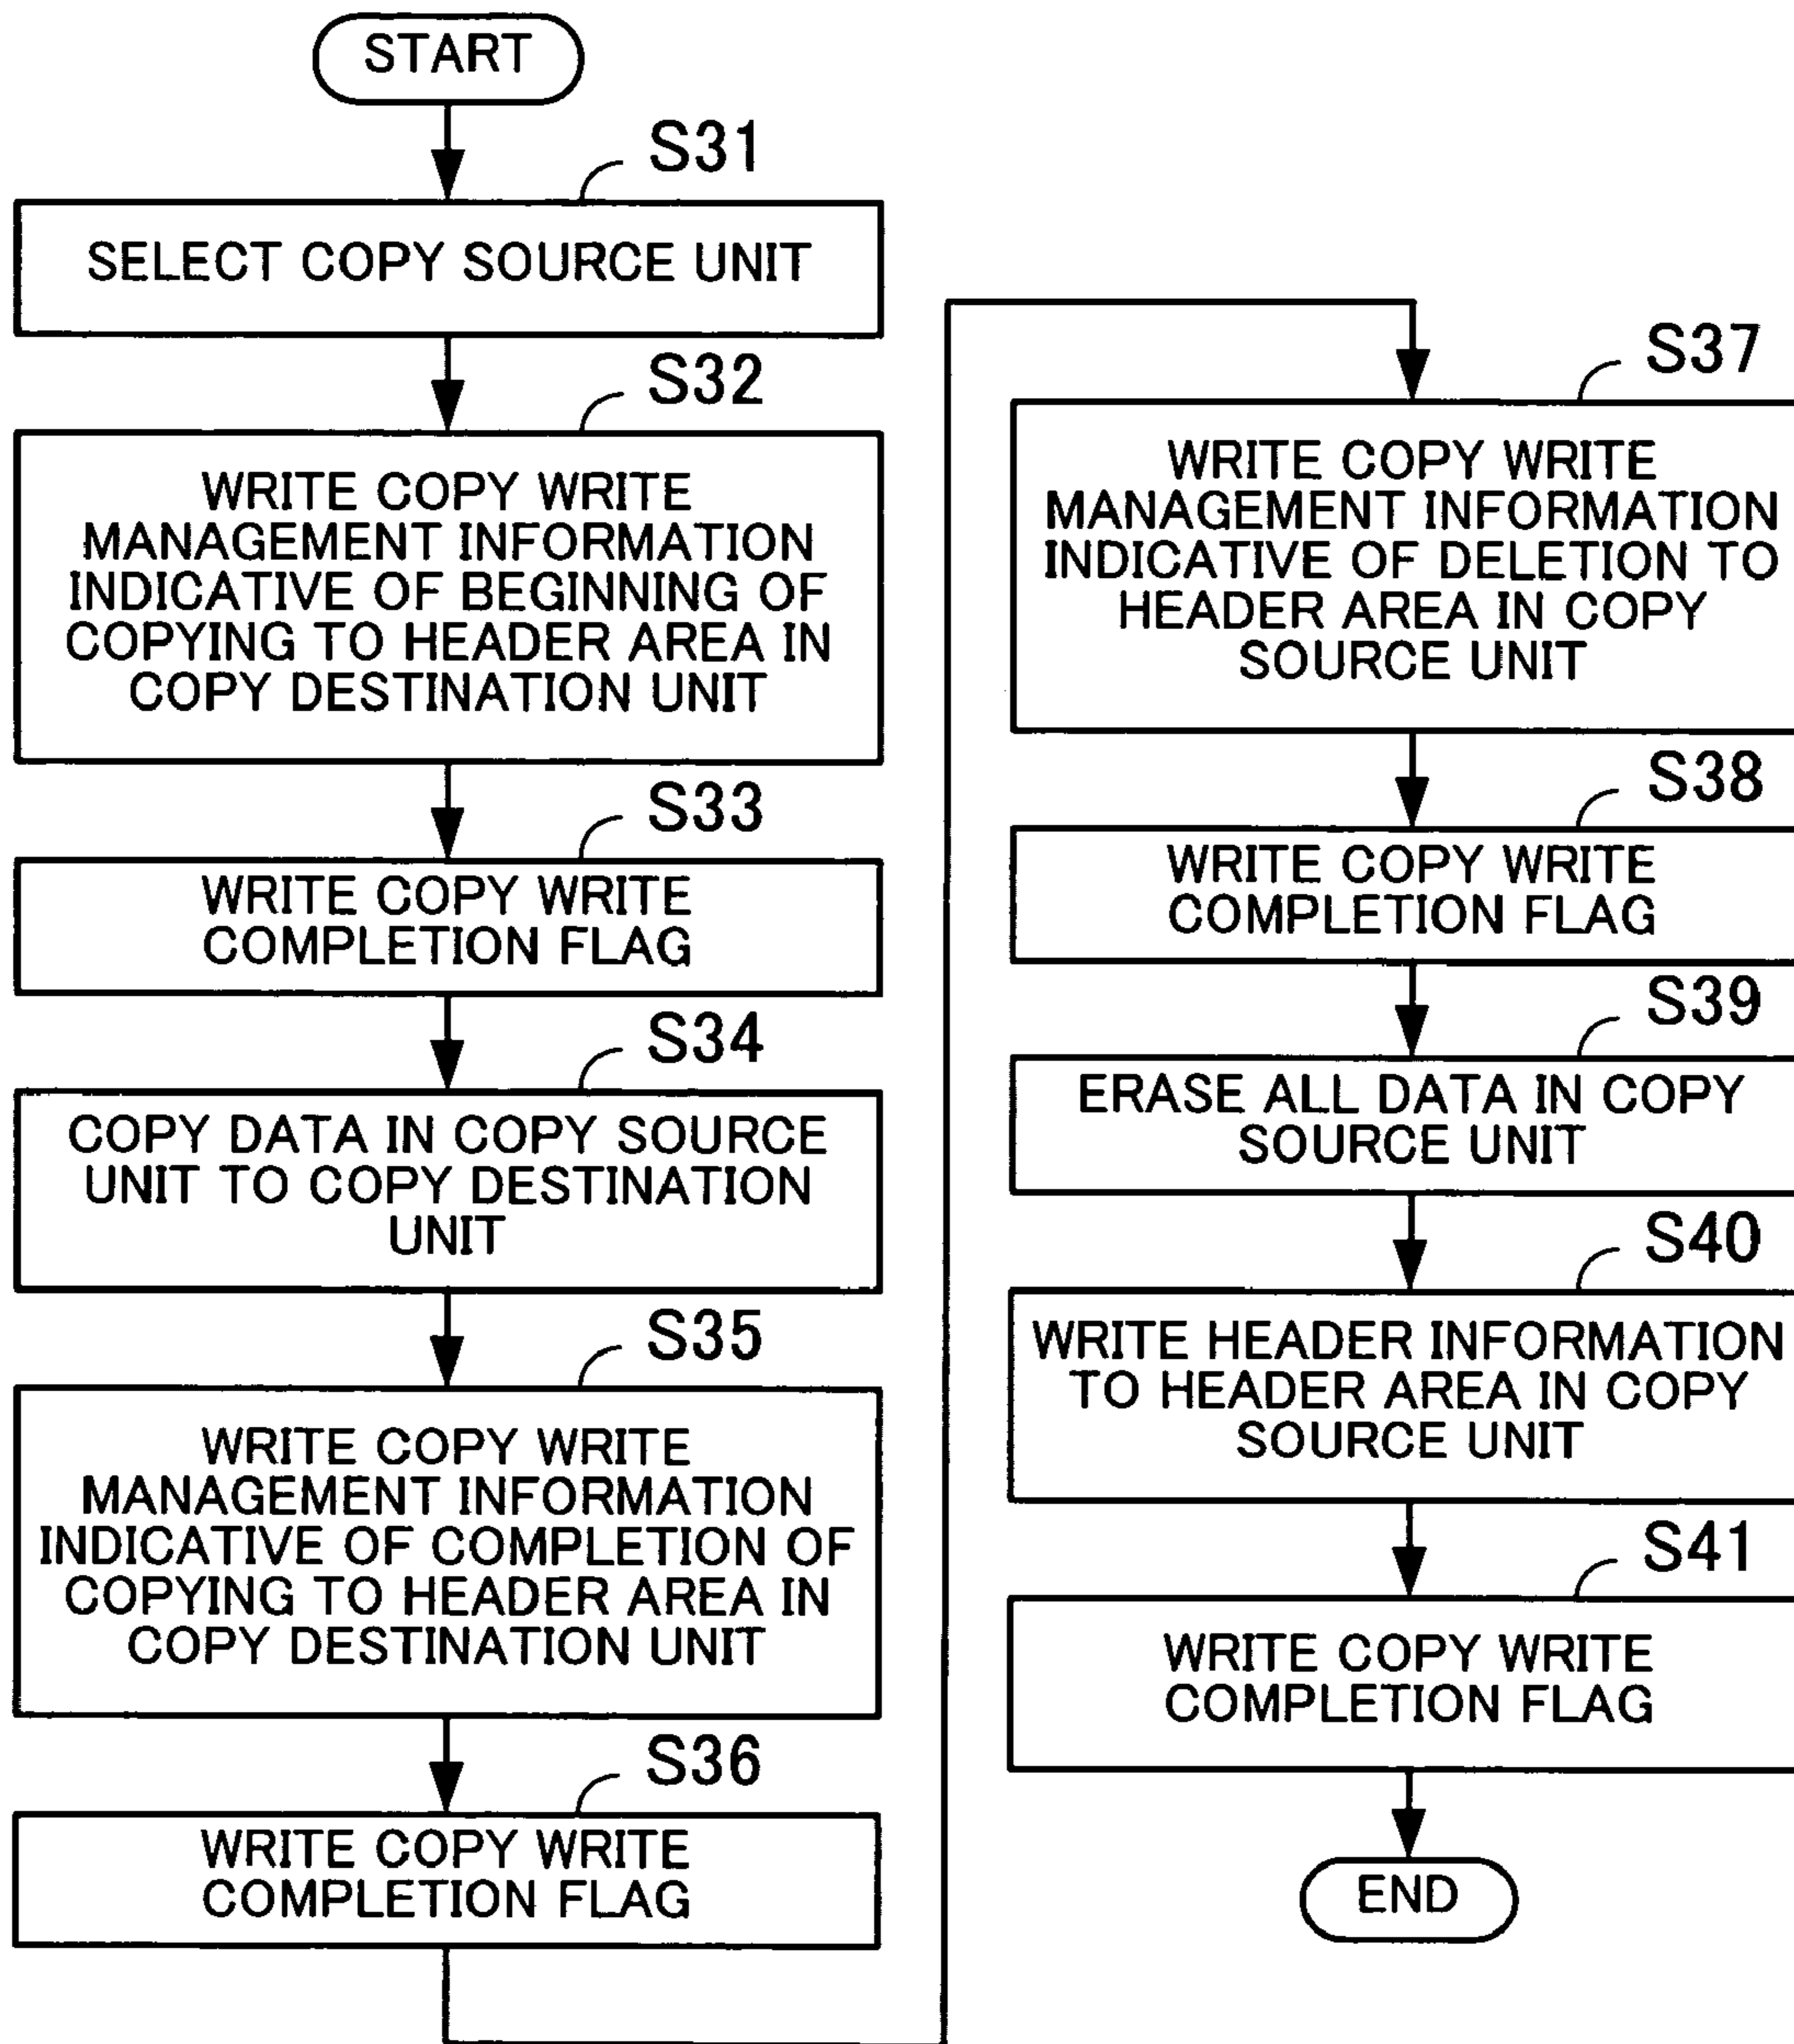 START
S31
SELECT COPY SOURCE UNIT
S32
WRITE COPY WRITE
MANAGEMENT INFORMATION
INDICATIVE OF BEGINNING OF
COPYING TO HEADER AREA IN
COPY DESTINATION UNIT
S33
WRITE COPY WRITE
COMPLETION FLAG
S34
COPY DATA IN COPY SOURCE
UNIT TO COPY DESTINATION
UNIT
S35
WRITE COPY WRITE
MANAGEMENT INFORMATION
INDICATIVE OF COMPLETION OF
COPYING TO HEADER AREA IN
COPY DESTINATION UNIT
S36
WRITE COPY WRITE
COMPLETION FLAG
S37
WRITE COPY WRITE
MANAGEMENT INFORMATION
INDICATIVE OF DELETION TO
HEADER AREA IN COPY
SOURCE UNIT
S38
WRITE COPY WRITE
COMPLETION FLAG
S39
ERASE ALL DATA IN COPY
SOURCE UNIT
S40
WRITE HEADER INFORMATION
TO HEADER AREA IN COPY
SOURCE UNIT
S41
WRITE COPY WRITE
COMPLETION FLAG
END